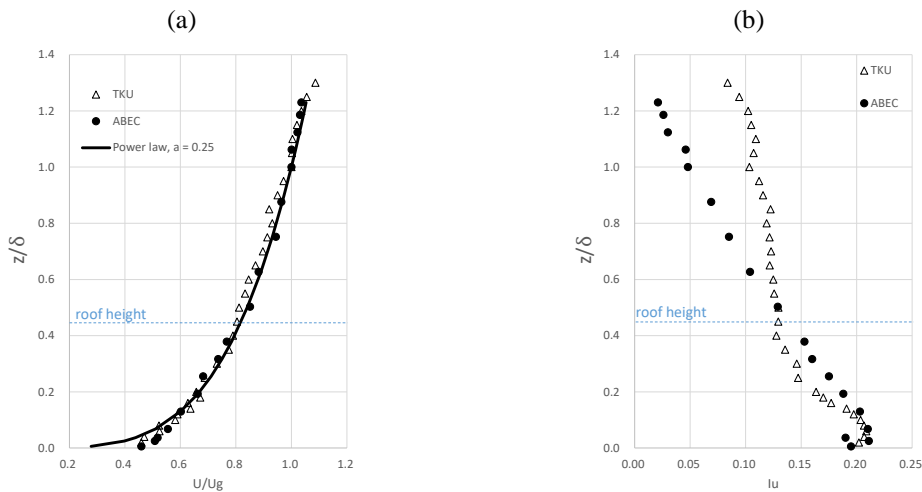 (a)
(b)
1.4
1.2
1.0
0.8
0.6
0.4
0.2
0.0
z/δ
TKU
ABEC
Power law, a = 0.25
roof height
0.2
0.4
0.6
0.8
1.0
1.2
U/Ug
1.4
1.2
1.0
0.8
0.6
0.4
0.2
0.0
z/δ
TKU
ABEC
roof height
0.00
0.05
0.10
0.15
0.20
0.25
Iu